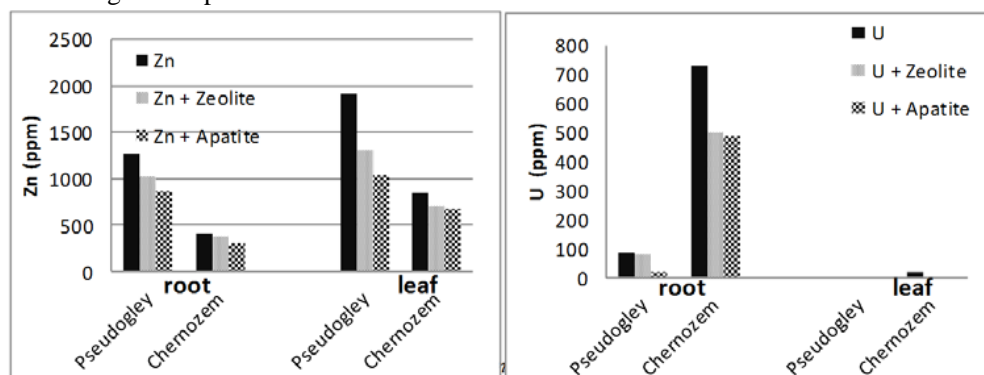 2500
2000
1500
1000
500
0
Zn (ppm)
Zn
Zn + Zeolite
Zn + Apatite
root
leaf
Pseudogley
Chernozem
Pseudogley
Chernozem
800
700
600
500
400
300
200
100
0
U (ppm)
U
U + Zeolite
U + Apatite
root
leaf
Pseudogley
Chernozem
Pseudogley
Chernozem